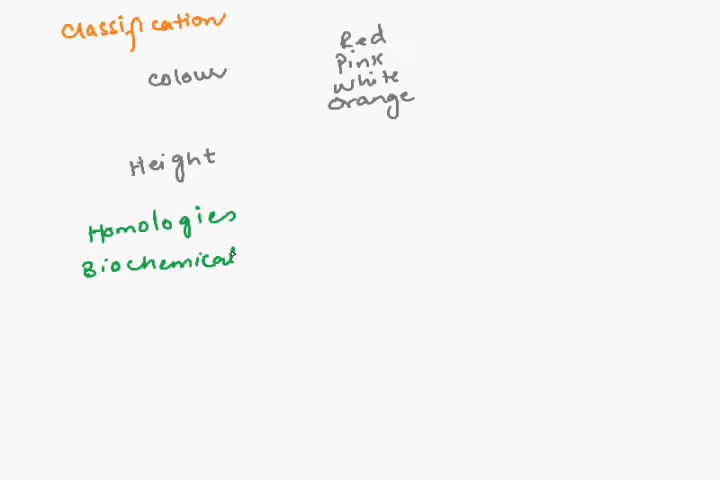 Classification
colour
Red
Pink
White
Orange
Height
Homologies
Biochemical